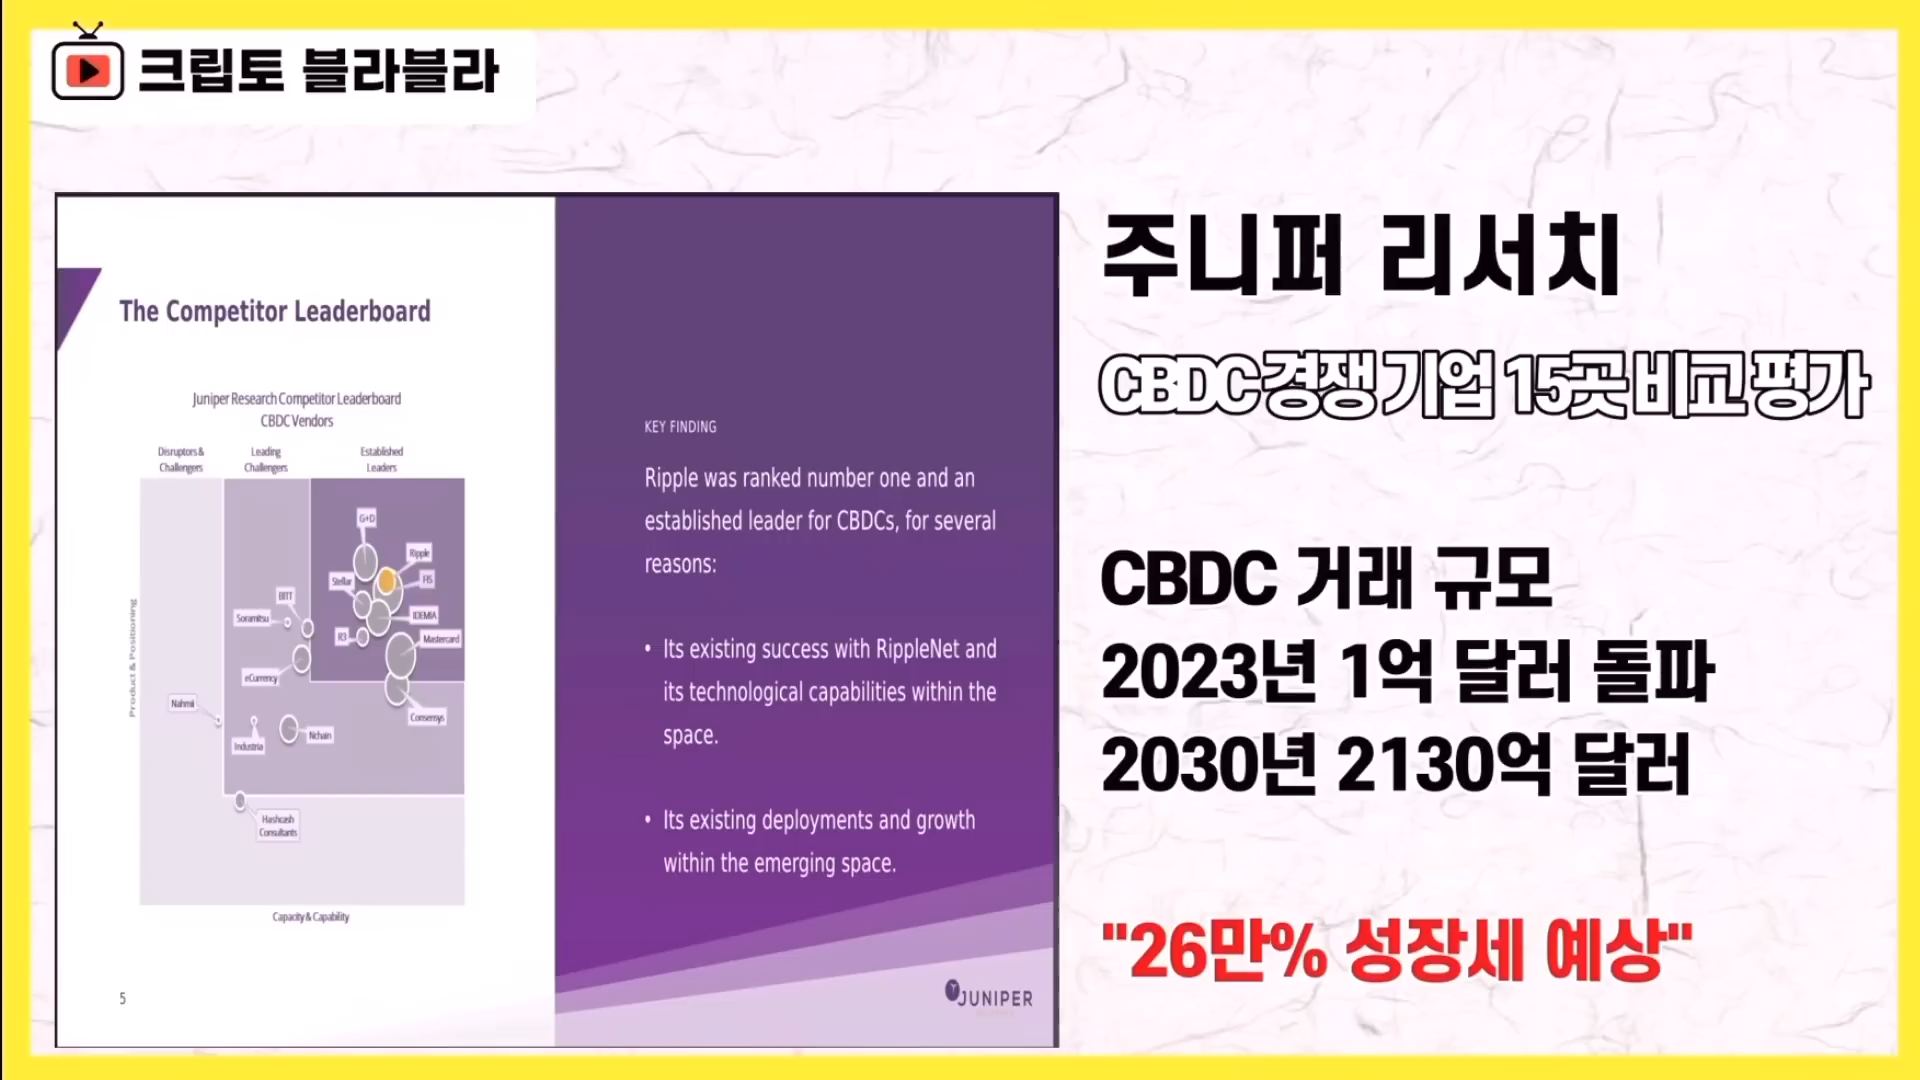 크립토 블라블라
The Competitor Leaderboard
Juniper Research Competitor Leaderboard
CBDC Vendors
Disruptors &
Challengers
Leading
Challengers
Established
Leaders
G+D
Ripple
Stellar
FIS
BITT
IDEMIA
Soramitsu
R3
Mastercard
eCurrency
Nahmii
Consensys
Industria
Nchain
Hashcash
Consultants
Product & Positioning
Capacity & Capability
5
KEY FINDING
Ripple was ranked number one and an
established leader for CBDCs, for several
reasons:
• Its existing success with RippleNet and
its technological capabilities within the
space.
• Its existing deployments and growth
within the emerging space.
JUNIPER
주니퍼 리서치
CBDC 경쟁 기업 15곳 비교 평가
CBDC 거래 규모
2023년 1억 달러 돌파
2030년 2130억 달러
"26만% 성장세 예상"